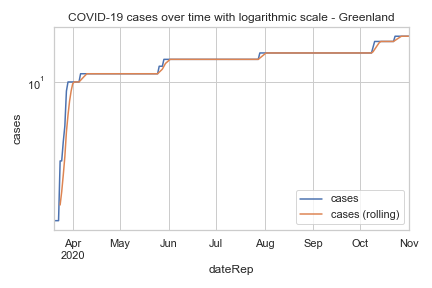 COVID-19 cases over time with logarithmic scale - Greenland
10¹
cases
cases
cases (rolling)
Apr May Jun Jul Aug Sep Oct Nov
2020
dateRep